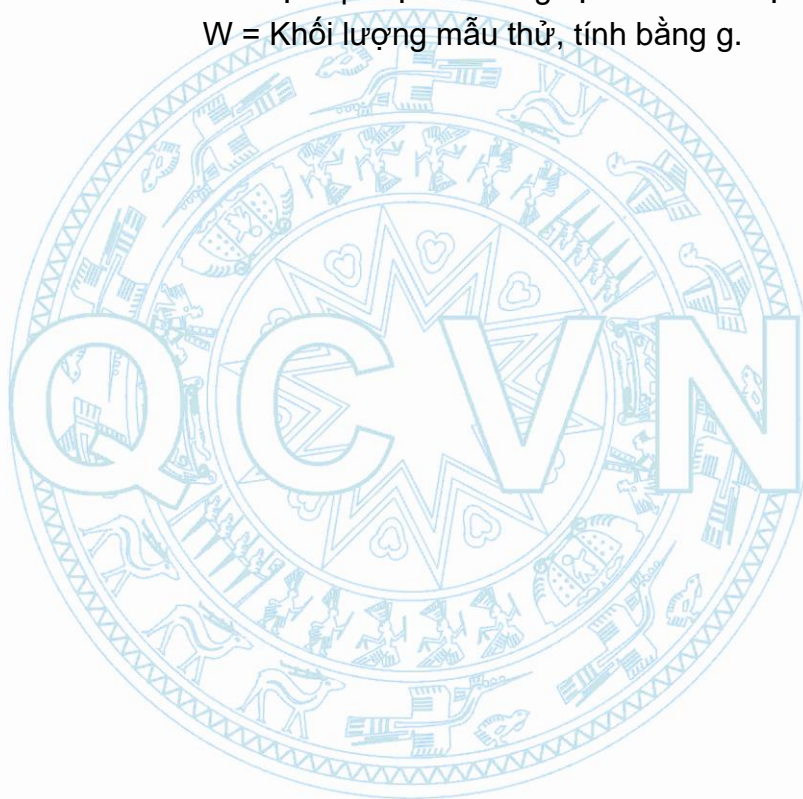 W = Khối lượng mẫu thử, tính bằng g.
QCVN